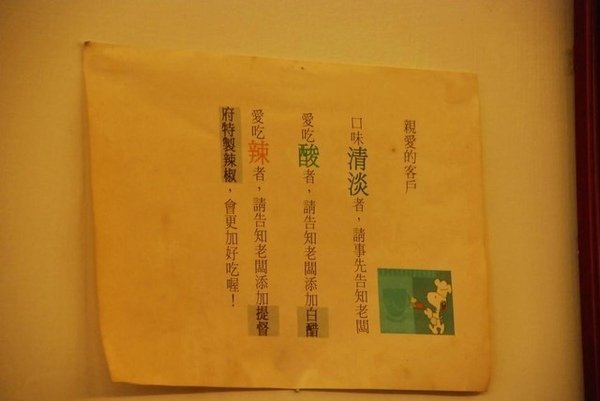 親愛的客戶
口味清淡者，請事先告知老闆
愛吃酸者，請告知老闆添加白醋
愛吃辣者，請告知老闆添加提督
府特製辣椒，會更加好吃喔！